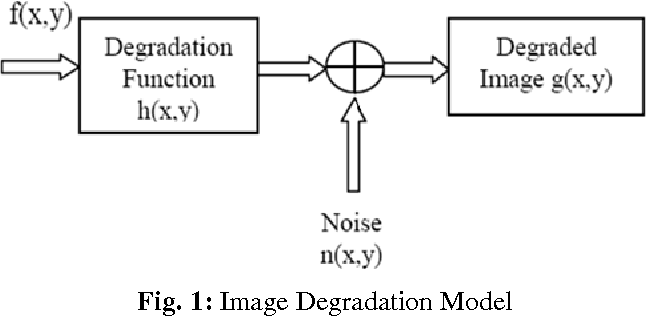 f(x,y)
Degradation
Function
h(x,y)
Degraded
Image g(x,y)
Noise
n(x,y)
Fig. 1: Image Degradation Model